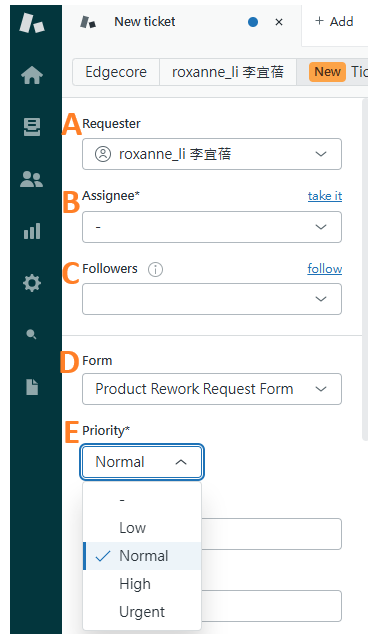 New ticket × + Add
Edgecore roxanne_li 李宜蓓 New Tic
A Requester
roxanne_li 李宜蓓
B Assignee* take it
-
C Followers follow
D Form
Product Rework Request Form
E Priority*
Normal
-
Low
Normal
High
Urgent